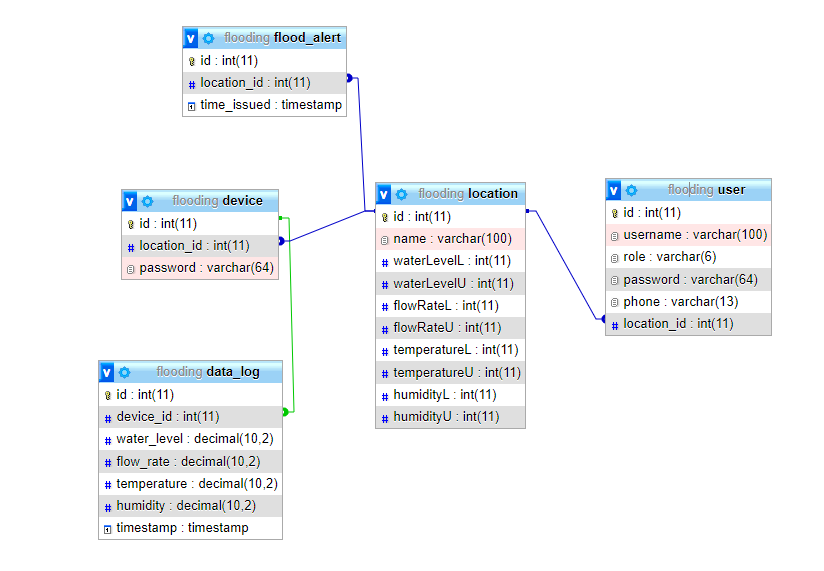 flooding flood_alert
id : int(11)
location_id : int(11)
time_issued : timestamp
flooding device
id : int(11)
location_id : int(11)
password : varchar(64)
flooding location
id : int(11)
name : varchar(100)
waterLevelL : int(11)
waterLevelU : int(11)
flowRateL : int(11)
flowRateU : int(11)
temperatureL : int(11)
temperatureU : int(11)
humidityL : int(11)
humidityU : int(11)
flooding user
id : int(11)
username : varchar(100)
role : varchar(6)
password : varchar(64)
phone : varchar(13)
location_id : int(11)
flooding data_log
id : int(11)
device_id : int(11)
water_level : decimal(10,2)
flow_rate : decimal(10,2)
temperature : decimal(10,2)
humidity : decimal(10,2)
timestamp : timestamp